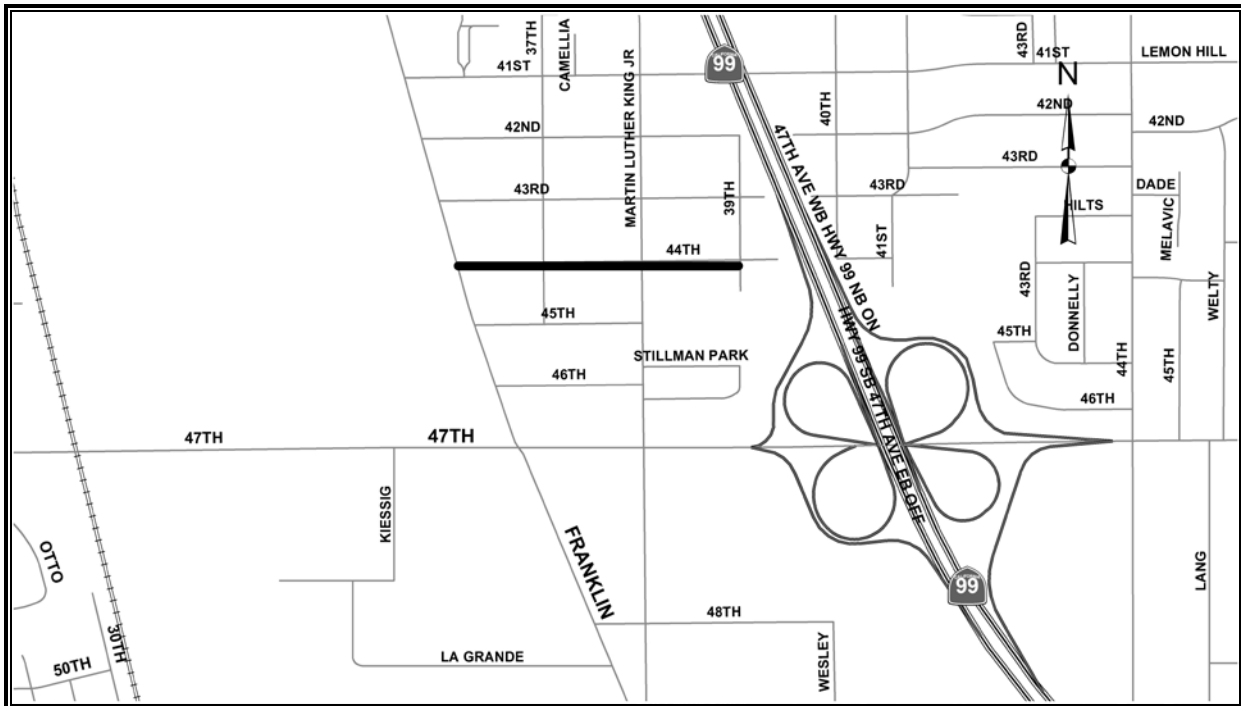 37TH
CAMELLIA
43RD
41ST
LEMON HILL
41ST
99
N
MARTIN LUTHER KING JR
40TH
42ND
42ND
42ND
47TH AVE WB HWY 99 NB ON
43RD
43RD
43RD
39TH
DADE
HILTS
MELAVIC
41ST
44TH
43RD
DONNELLY
WELTY
45TH
45TH
HWY 99 SB 47TH AVE EB OFF
STILLMAN PARK
44TH
45TH
46TH
46TH
47TH
47TH
KIESSIG
OTTO
FRANKLIN
99
LANG
48TH
30TH
WESLEY
LA GRANDE
50TH